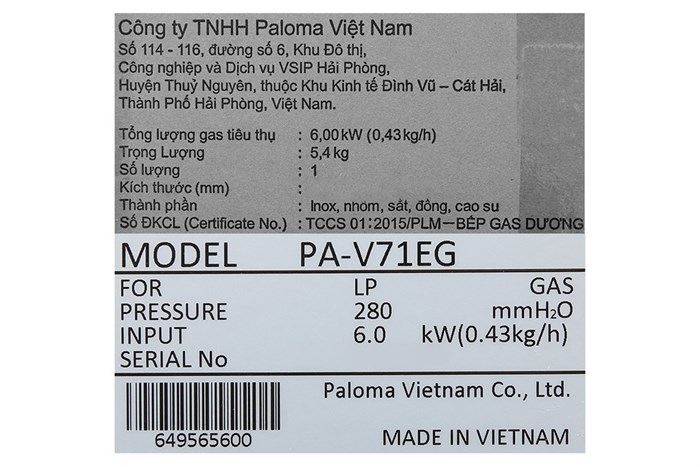 Công ty TNHH Paloma Việt Nam
Số 114 - 116, đường số 6, Khu Đô thị,
Công nghiệp và Dịch vụ VSIP Hải Phòng,
Huyện Thuỷ Nguyên, thuộc Khu Kinh tế Đình Vũ – Cát Hải,
Thành Phố Hải Phòng, Việt Nam.
Tổng lượng gas tiêu thụ : 6,00 kW (0,43kg/h)
Trọng Lượng : 5,4 kg
Số lượng : 1
Kích thước (mm) :
Thành phần : Inox, nhôm, sắt, đồng, cao su
Số ĐKCL (Certificate No.) : TCCS 01:2015/PLM–BẾP GAS DƯƠNG
MODEL PA-V71EG
FOR LP GAS
PRESSURE 280 mmH₂O
INPUT 6.0 kW(0.43kg/h)
SERIAL No
Paloma Vietnam Co., Ltd.
649565600
MADE IN VIETNAM